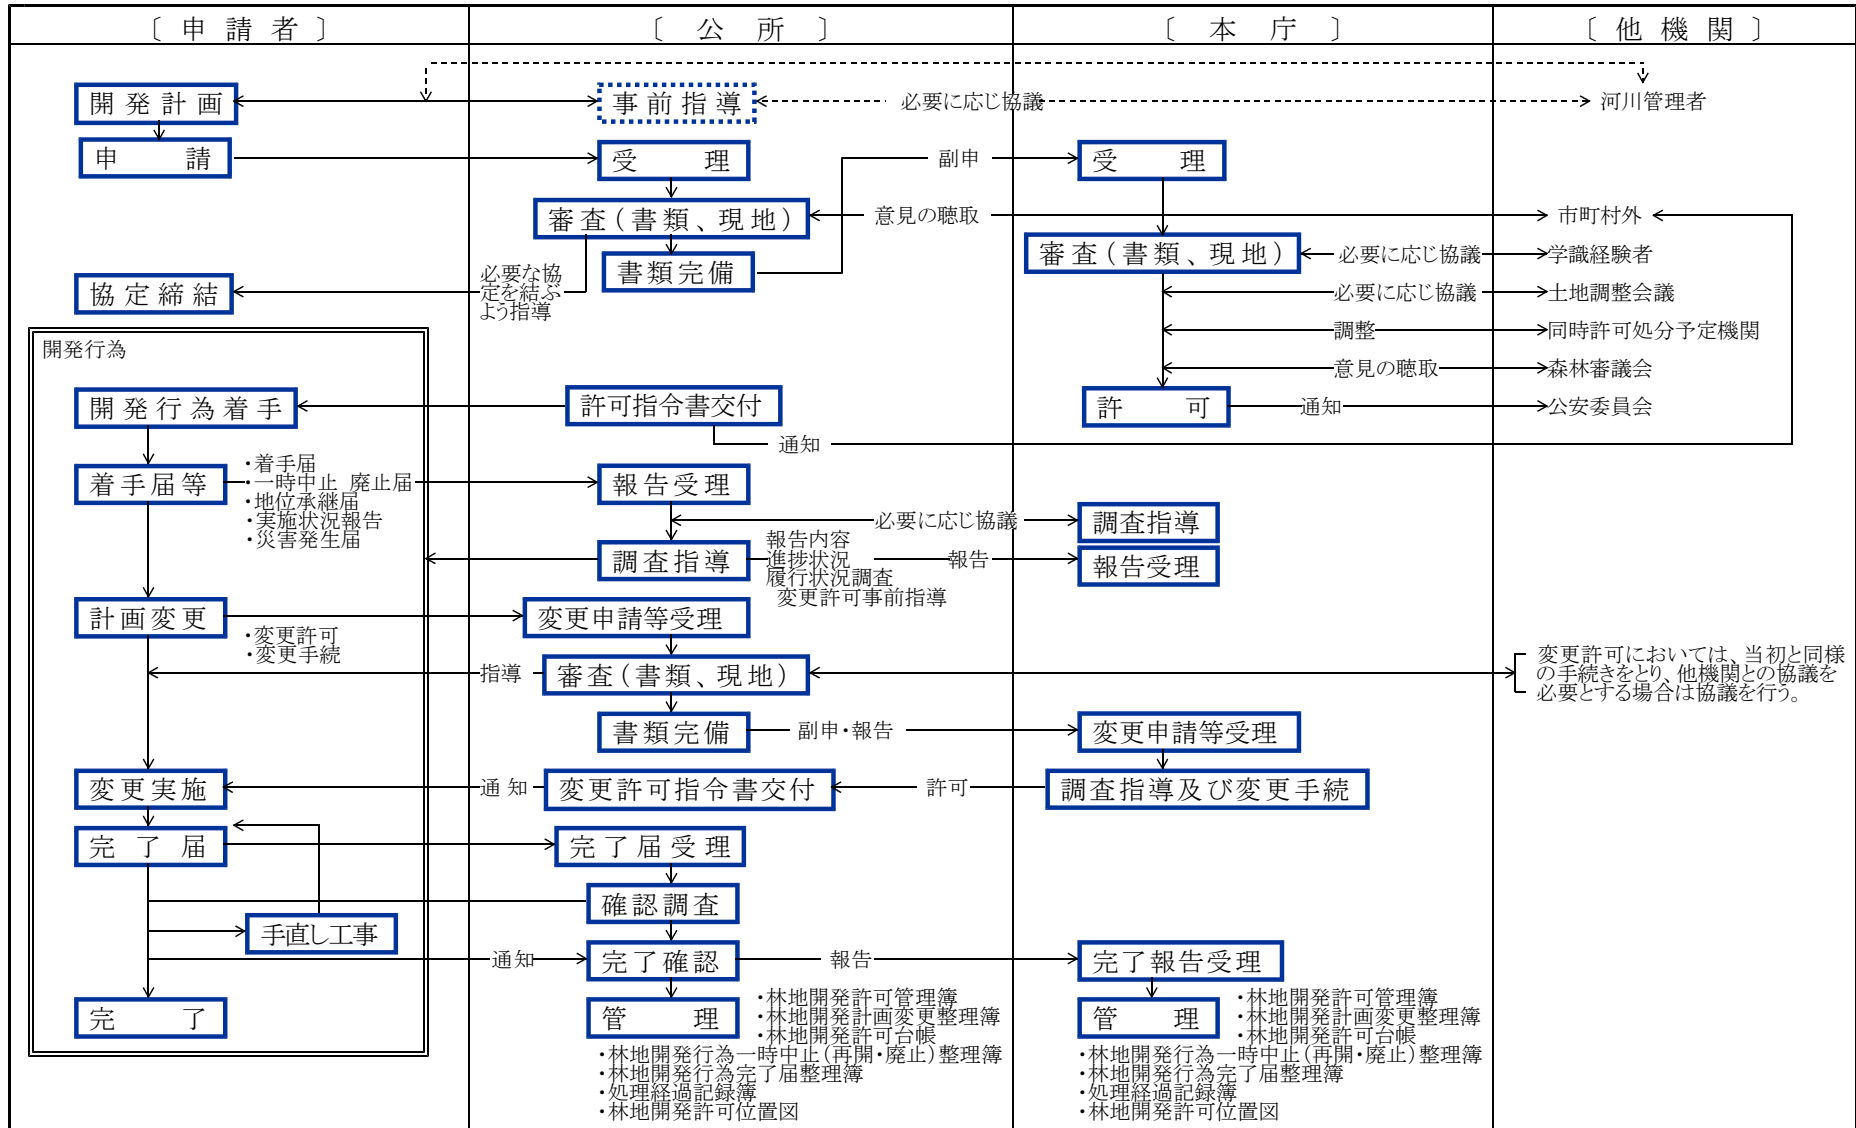 〔 申 請 者 〕
〔 公 所 〕
〔 本 庁 〕
〔 他 機 関 〕
開発計画
事前指導
必要に応じ協議
河川管理者
申 請
受 理
副申
受 理
審査(書類、現地)
意見の聴取
市町村外
書類完備
審査(書類、現地)
必要に応じ協議
学識経験者
必要な協
定を結ぶ
よう指導
協定締結
必要に応じ協議
土地調整会議
調整
同時許可処分予定機関
意見の聴取
森林審議会
開発行為
開発行為着手
許可指令書交付
許 可
通知
公安委員会
通知
着手届等
・着手届
・一時中止 廃止届
・地位承継届
・実施状況報告
・災害発生届
報告受理
必要に応じ協議
調査指導
調査指導
報告内容
進捗状況
履行状況調査
変更許可事前指導
報告
報告受理
計画変更
・変更許可
・変更手続
変更申請等受理
指導
審査(書類、現地)
変更許可においては、当初と同様
の手続きをとり、他機関との協議を
必要とする場合は協議を行う。
書類完備
副申・報告
変更申請等受理
変更実施
通 知
変更許可指令書交付
許可
調査指導及び変更手続
完 了 届
完了届受理
確認調査
手直し工事
通知
完了確認
報告
完了報告受理
完 了
管 理
・林地開発許可管理簿
・林地開発計画変更整理簿
・林地開発許可台帳
・林地開発行為一時中止(再開・廃止)整理簿
・林地開発行為完了届整理簿
・処理経過記録簿
・林地開発許可位置図
管 理
・林地開発許可管理簿
・林地開発計画変更整理簿
・林地開発許可台帳
・林地開発行為一時中止(再開・廃止)整理簿
・林地開発行為完了届整理簿
・処理経過記録簿
・林地開発許可位置図